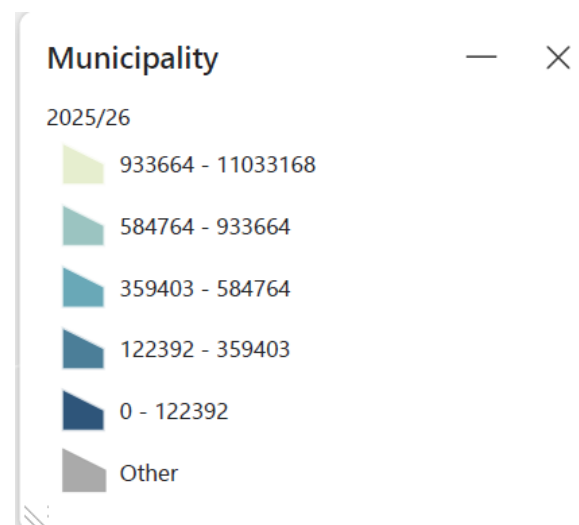 Municipality
2025/26
933664 - 11033168
584764 - 933664
359403 - 584764
122392 - 359403
0 - 122392
Other